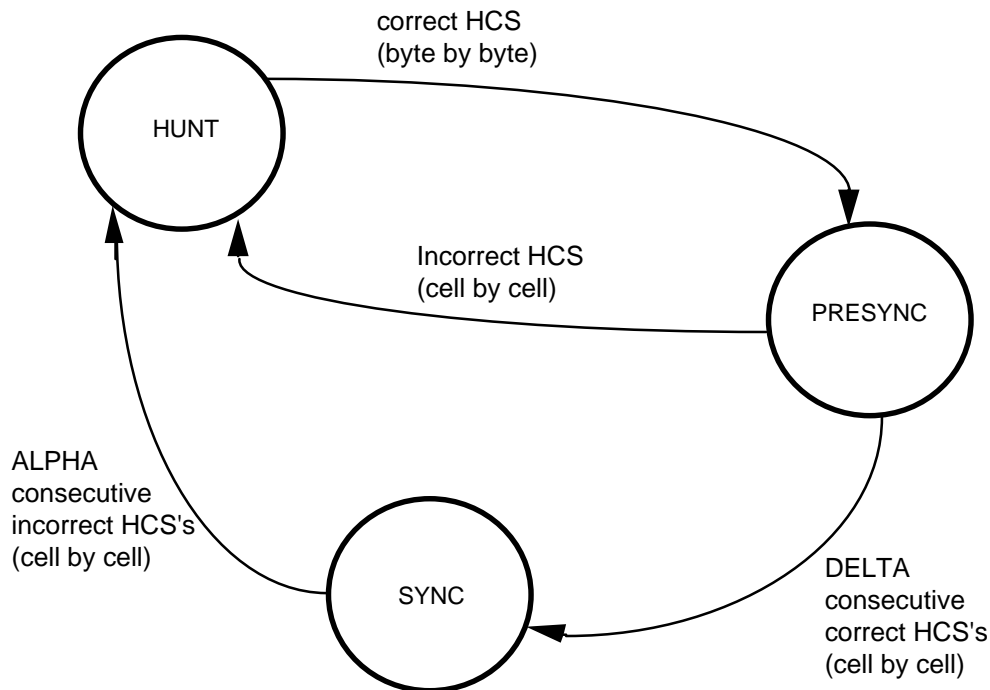 correct HCS
(byte by byte)
HUNT
Incorrect HCS
(cell by cell)
PRESYNC
ALPHA
consecutive
incorrect HCS's
(cell by cell)
SYNC
DELTA
consecutive
correct HCS's
(cell by cell)